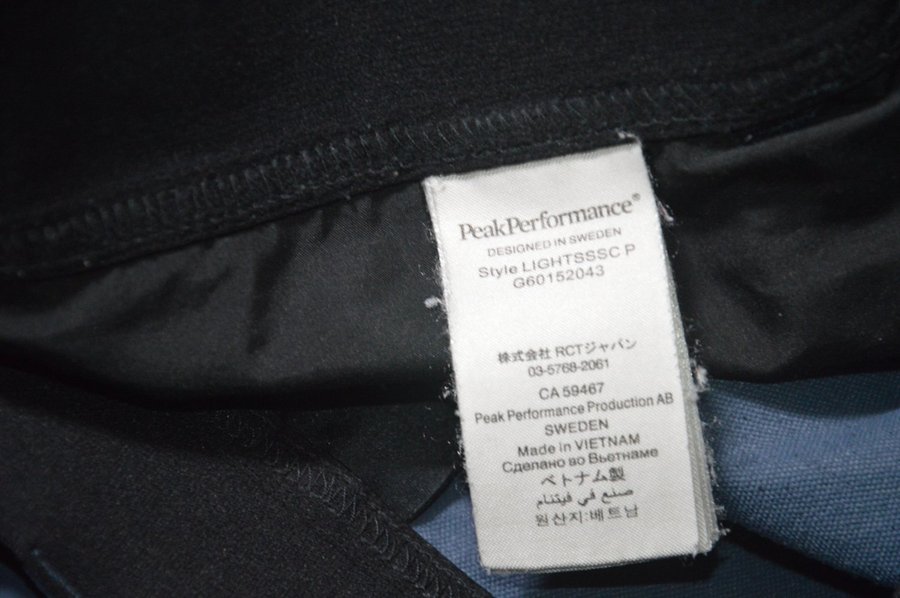 PeakPerformance®
DESIGNED IN SWEDEN
Style LIGHTSSSC P
G60152043
株式会社 RCTジャパン
03-5768-2061
CA 59467
Peak Performance Production AB
SWEDEN
Made in VIETNAM
Сделано во Вьетнаме
ベトナム製
صنع في فيتنام
원산지:베트남